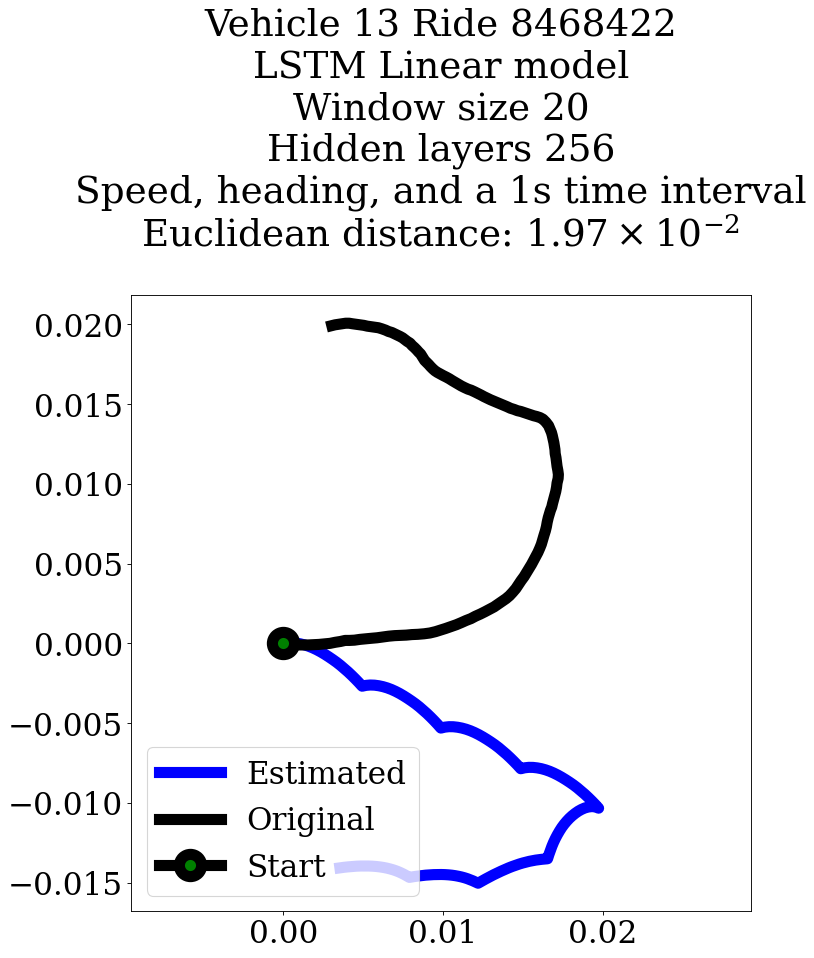 Vehicle 13 Ride 8468422
LSTM Linear model
Window size 20
Hidden layers 256
Speed, heading, and a 1s time interval
Euclidean distance: 1.97 × 10⁻²
0.020
0.015
0.010
0.005
0.000
−0.005
−0.010
−0.015
Estimated
Original
Start
0.00 0.01 0.02